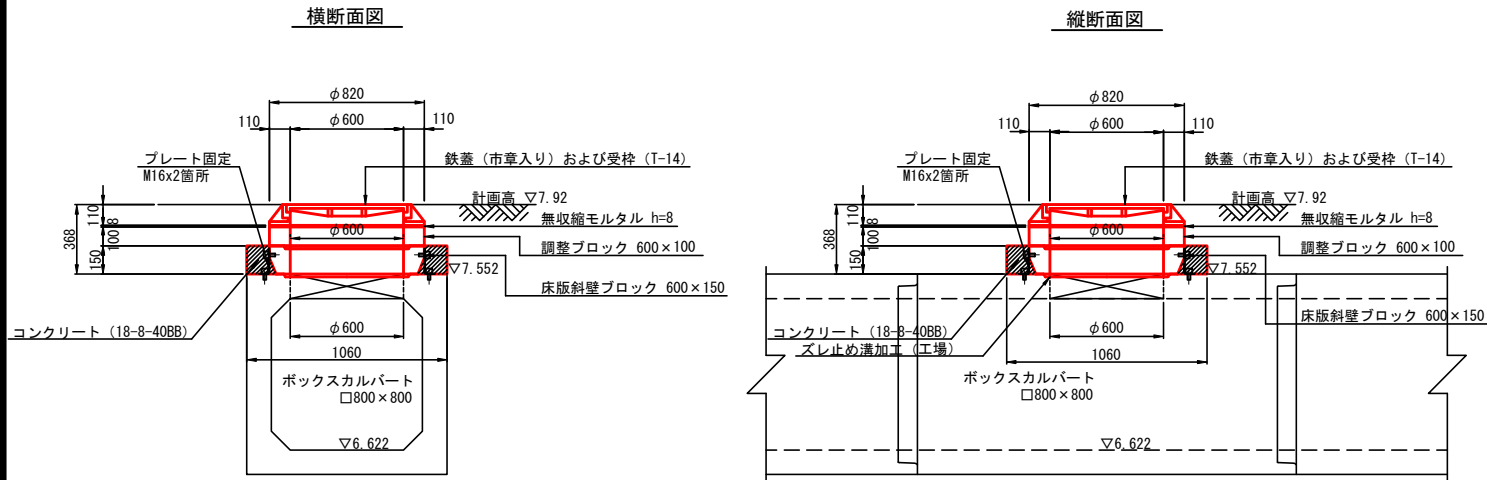 横断面図
φ820
110
φ600
110
プレート固定
M16x2箇所
鉄蓋（市章入り）および受枠（T-14）
計画高 ▽7.92
無収縮モルタル h=8
調整ブロック 600×100
▽7.552
床版斜壁ブロック 600×150
368
110
8
100
150
φ600
コンクリート（18-8-40BB）
φ600
1060
ボックスカルバート
□800×800
▽6.622
縦断面図
φ820
110
φ600
110
プレート固定
M16x2箇所
鉄蓋（市章入り）および受枠（T-14）
計画高 ▽7.92
無収縮モルタル h=8
調整ブロック 600×100
▽7.552
床版斜壁ブロック 600×150
368
110
8
100
150
φ600
コンクリート（18-8-40BB）
ズレ止め溝加工（工場）
φ600
1060
ボックスカルバート
□800×800
▽6.622